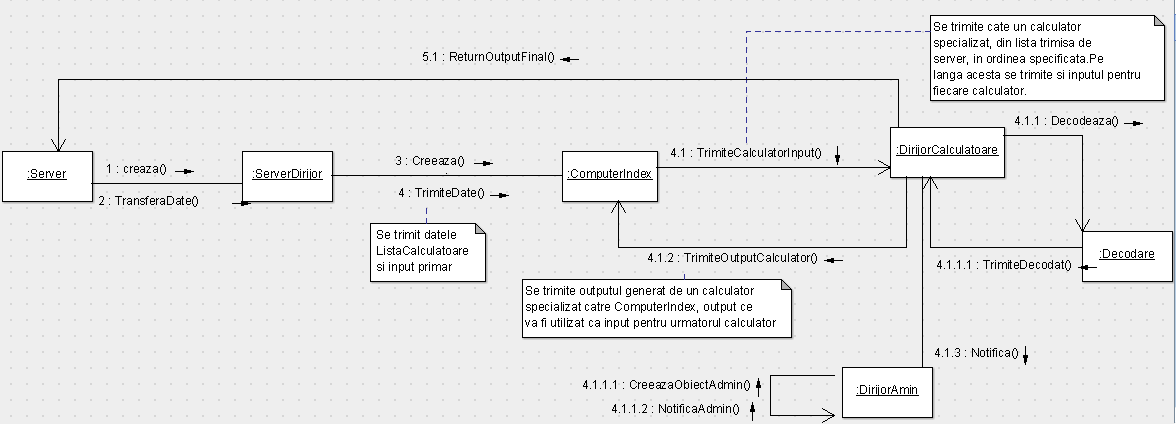 Se trimite cate un calculator
specializat, din lista trimisa de
server, in ordinea specificata.Pe
langa acesta se trimite si inputul pentru
fiecare calculator.
5.1 : ReturnOutputFinal()
4.1.1 : Decodeaza()
:Server
1 : creaza()
2 : TransferaDate()
:ServerDirijor
3 : Creeaza()
4 : TrimiteDate()
:ComputerIndex
4.1 : TrimiteCalculatorInput()
:DirijorCalculatoare
Se trimit datele
ListaCalculatoare
si input primar
4.1.2 : TrimiteOutputCalculator()
:Decodare
4.1.1.1 : TrimiteDecodat()
Se trimite outputul generat de un calculator
specializat catre ComputerIndex, output ce
va fi utilizat ca input pentru urmatorul calculator
4.1.3 : Notifica()
4.1.1.1 : CreeazaObiectAdmin()
4.1.1.2 : NotificaAdmin()
:DirijorAmin